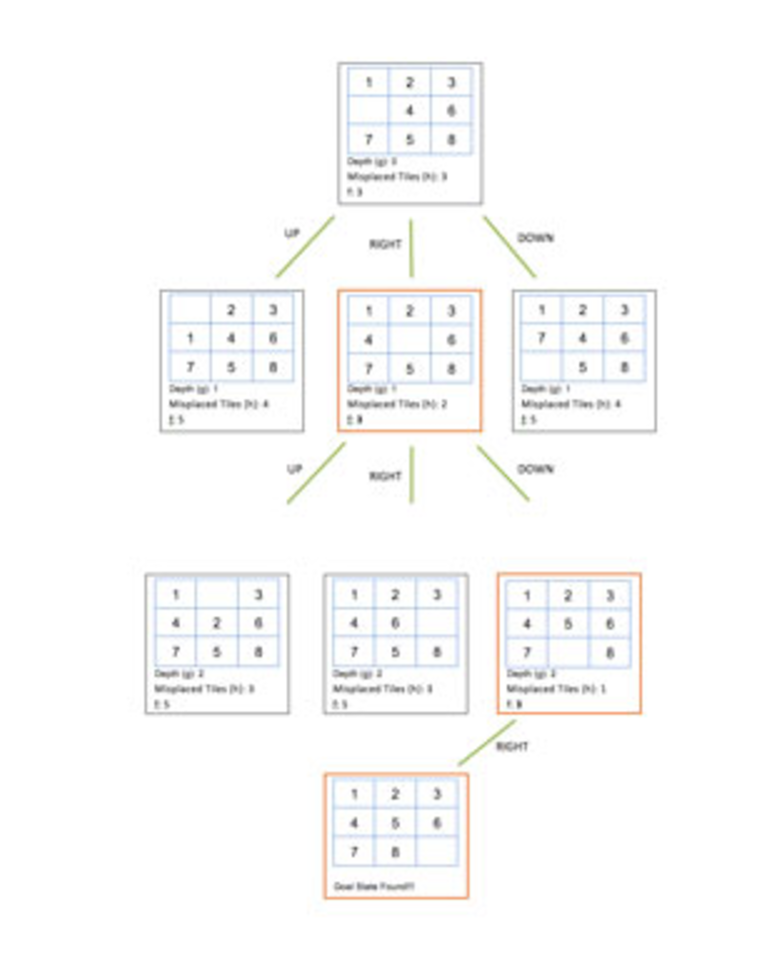 1 2 3
4 6
7 5 8
Depth (g): 0
Misplaced Tiles (h): 3
f: 3
UP RIGHT DOWN
2 3
1 4 6
7 5 8
Depth (g): 1
Misplaced Tiles (h): 4
f: 5
1 2 3
4 6
7 5 8
Depth (g): 1
Misplaced Tiles (h): 2
1 2 3
7 4 6
5 8
Depth (g): 1
Misplaced Tiles (h): 4
f: 5
UP RIGHT DOWN
1 3
4 2 6
7 5 8
Depth (g): 2
Misplaced Tiles (h): 3
f: 5
1 2 3
4 6
7 5 8
Depth (g): 2
Misplaced Tiles (h): 3
f: 5
1 2 3
4 5 6
7 8
Depth (g): 2
Misplaced Tiles (h): 1
RIGHT
1 2 3
4 5 6
7 8
Goal State Found!!!